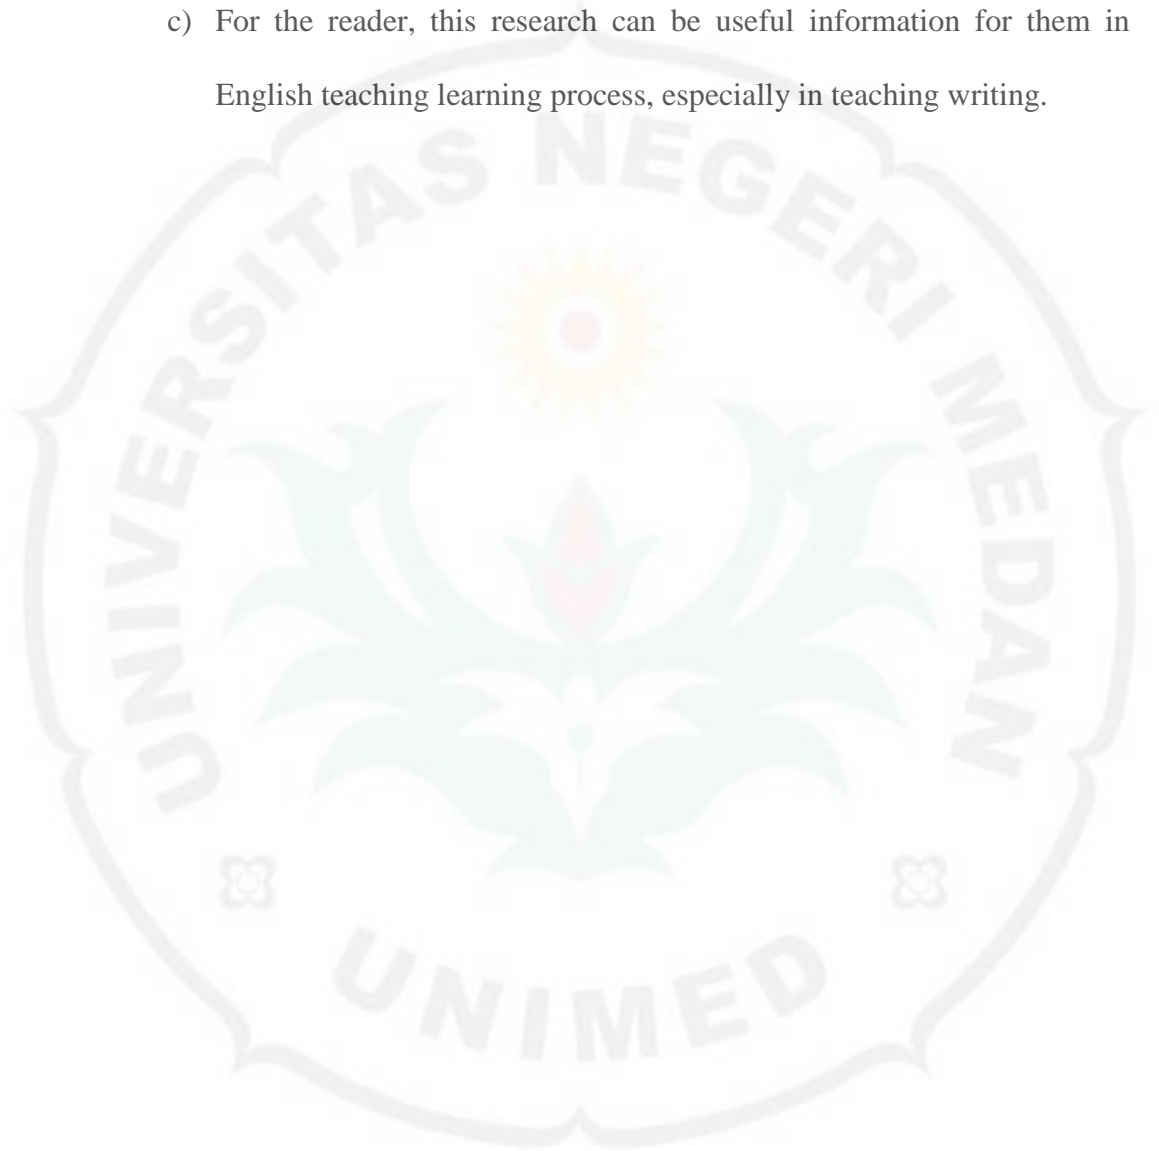 c) For the reader, this research can be useful information for them in
English teaching learning process, especially in teaching writing.
UNIVERSITAS NEGERI MEDAN
UNIMED